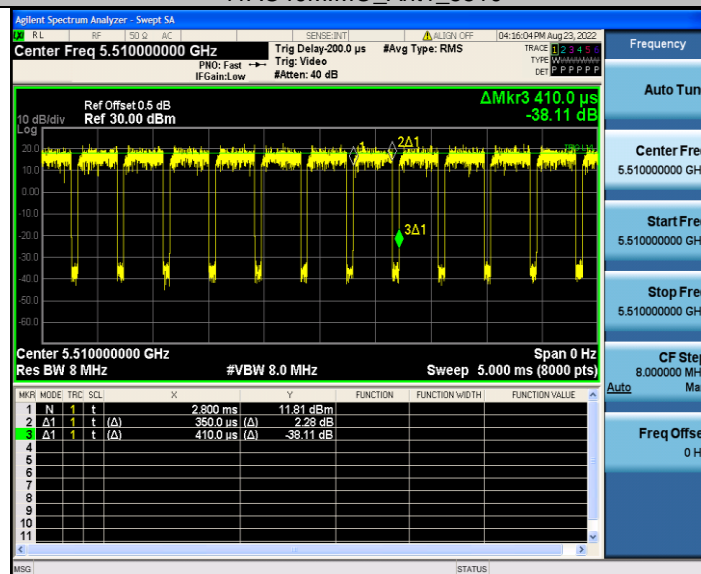 Agilent Spectrum Analyzer - Swept SA
RL RF 50 Ω AC SENSE:INT ALIGN OFF 04:16:04 PM Aug 23, 2022
Center Freq 5.510000000 GHz
PNO: Fast
IFGain:Low
Trig Delay-200.0 µs
Trig: Video
#Atten: 40 dB
#Avg Type: RMS
TRACE 1 2 3 4 5 6
TYPE WWWWWW
DET P P P P P P
ΔMkr3 410.0 µs
-38.11 dB
Ref Offset 0.5 dB
10 dB/div Ref 30.00 dBm
Log
20.0
10.0
0.00
-10.0
-20.0
-30.0
-40.0
-50.0
-60.0
1
2Δ1
3Δ1
Center 5.510000000 GHz Span 0 Hz
Res BW 8 MHz #VBW 8.0 MHz Sweep 5.000 ms (8000 pts)
MKR MODE TRC SCL X Y FUNCTION FUNCTION WIDTH FUNCTION VALUE
1 N 1 t 2.800 ms 11.81 dBm
2 Δ1 1 t (Δ) 350.0 µs (Δ) 2.28 dB
3 Δ1 1 t (Δ) 410.0 µs (Δ) -38.11 dB
4
5
6
7
8
9
10
11
MSG STATUS
Frequency
Auto Tun
Center Fre
5.510000000 GH
Start Fre
5.510000000 GH
Stop Fre
5.510000000 GH
CF Step
8.000000 MH
Auto Ma
Freq Offse
0 H